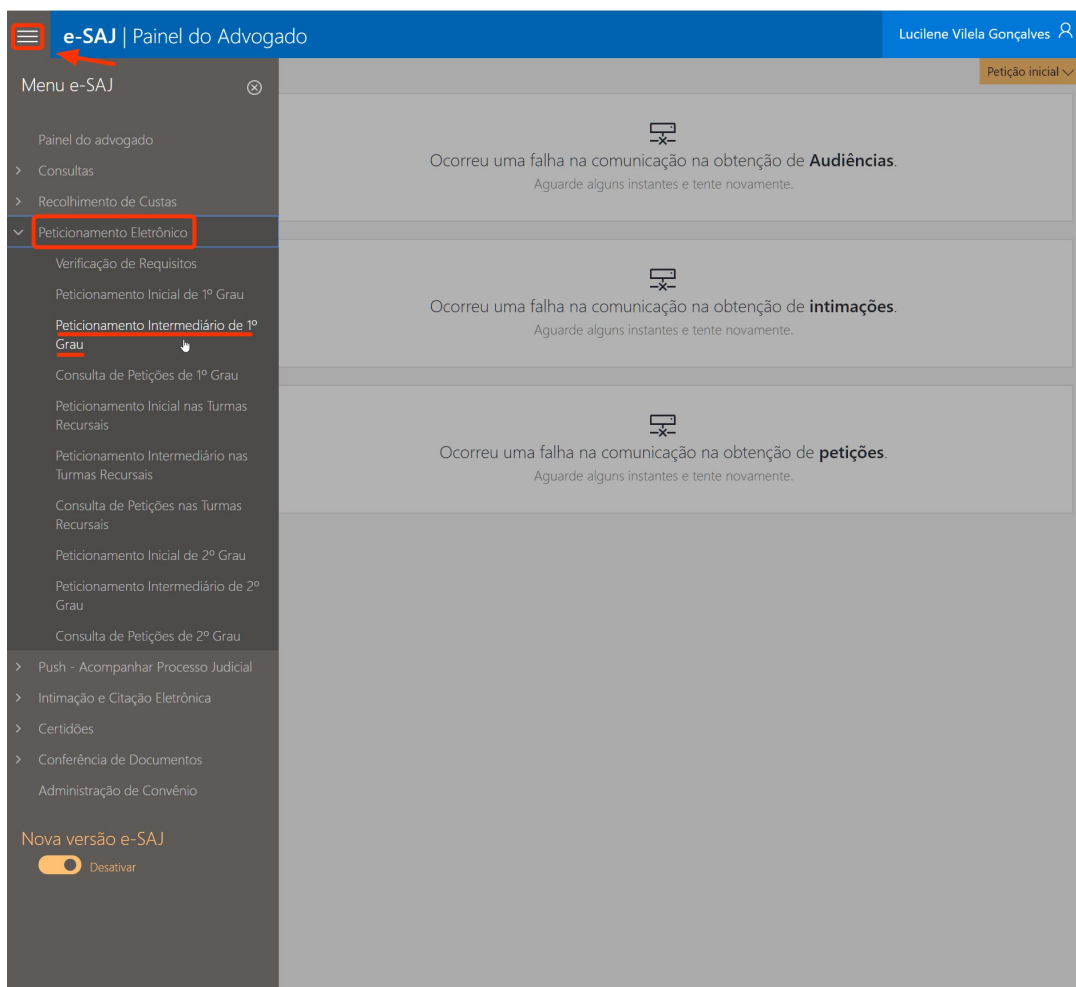 e-SAJ | Painel do Advogado
Lucilene Vilela Gonçalves
Menu e-SAJ
Petição inicial
Painel do advogado
Consultas
Recolhimento de Custas
Peticionamento Eletrônico
Verificação de Requisitos
Peticionamento Inicial de 1º Grau
Peticionamento Intermediário de 1º
Grau
Consulta de Petições de 1º Grau
Peticionamento Inicial nas Turmas
Recursais
Peticionamento Intermediário nas
Turmas Recursais
Consulta de Petições nas Turmas
Recursais
Peticionamento Inicial de 2º Grau
Peticionamento Intermediário de 2º
Grau
Consulta de Petições de 2º Grau
Push - Acompanhar Processo Judicial
Intimação e Citação Eletrônica
Certidões
Conferência de Documentos
Administração de Convênio
Nova versão e-SAJ
Desativar
Ocorreu uma falha na comunicação na obtenção de Audiências.
Aguarde alguns instantes e tente novamente.
Ocorreu uma falha na comunicação na obtenção de intimações.
Aguarde alguns instantes e tente novamente.
Ocorreu uma falha na comunicação na obtenção de petições.
Aguarde alguns instantes e tente novamente.